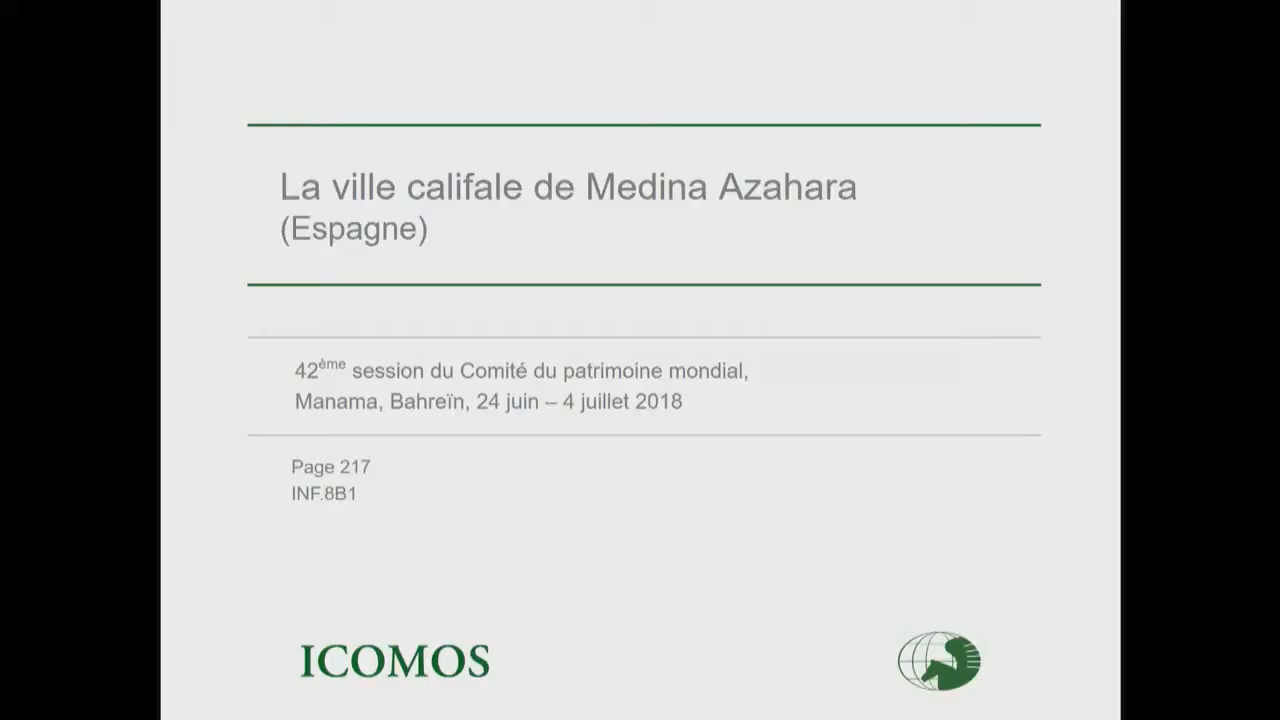 La ville califale de Medina Azahara
(Espagne)
42ème session du Comité du patrimoine mondial,
Manama, Bahreïn, 24 juin – 4 juillet 2018
Page 217
INF.8B1
ICOMOS